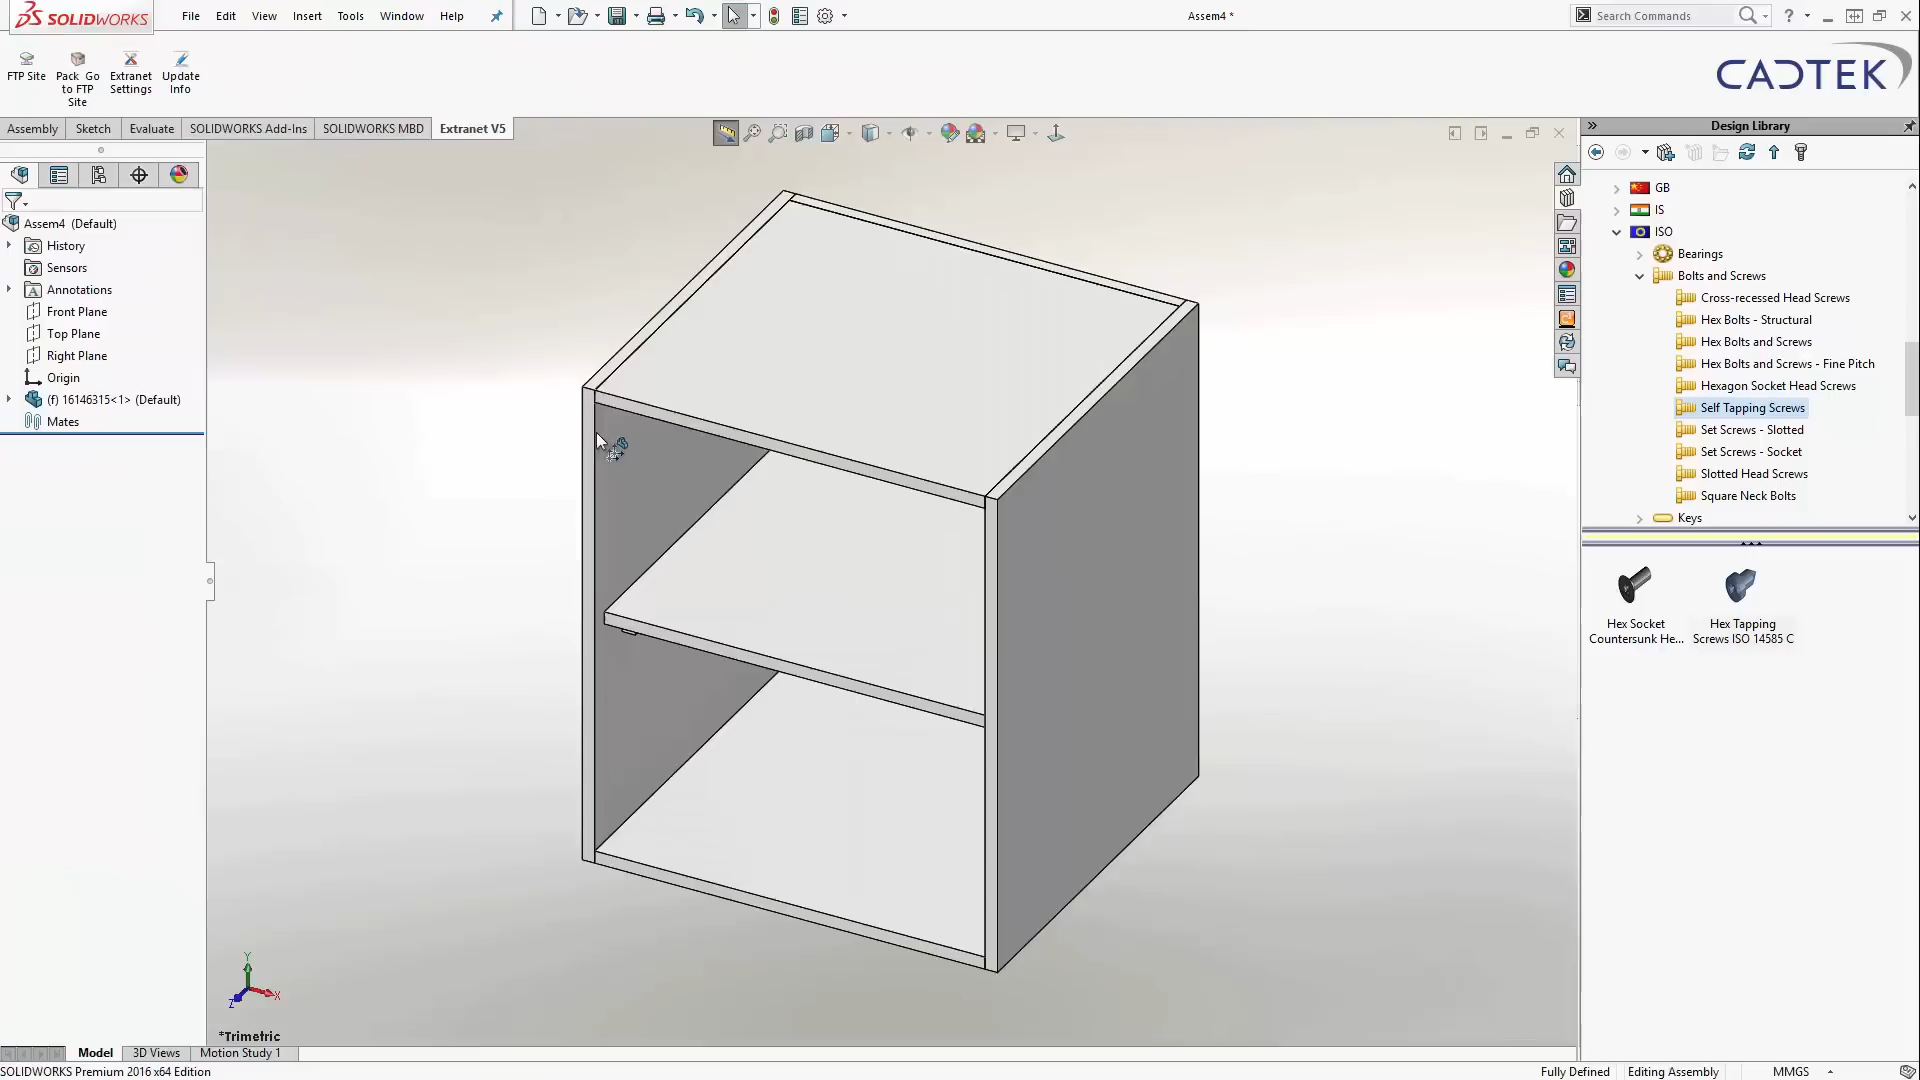 SOLIDWORKS
File Edit View Insert Tools Window Help
Assem4 *
Search Commands
FTP Site
Pack Go to FTP Site
Extranet Settings
Update Info
CADTEK
Assembly Sketch Evaluate SOLIDWORKS Add-Ins SOLIDWORKS MBD Extranet V5
Design Library
Assem4 (Default)
History
Sensors
Annotations
Front Plane
Top Plane
Right Plane
Origin
(f) 16146315<1> (Default)
Mates
GB
IS
ISO
Bearings
Bolts and Screws
Cross-recessed Head Screws
Hex Bolts - Structural
Hex Bolts and Screws
Hex Bolts and Screws - Fine Pitch
Hexagon Socket Head Screws
Self Tapping Screws
Set Screws - Slotted
Set Screws - Socket
Slotted Head Screws
Square Neck Bolts
Keys
Hex Socket
Countersunk He...
Hex Tapping
Screws ISO 14585 C
Y
X
Z
*Trimetric
Model 3D Views Motion Study 1
SOLIDWORKS Premium 2016 x64 Edition
Fully Defined Editing Assembly MMGS